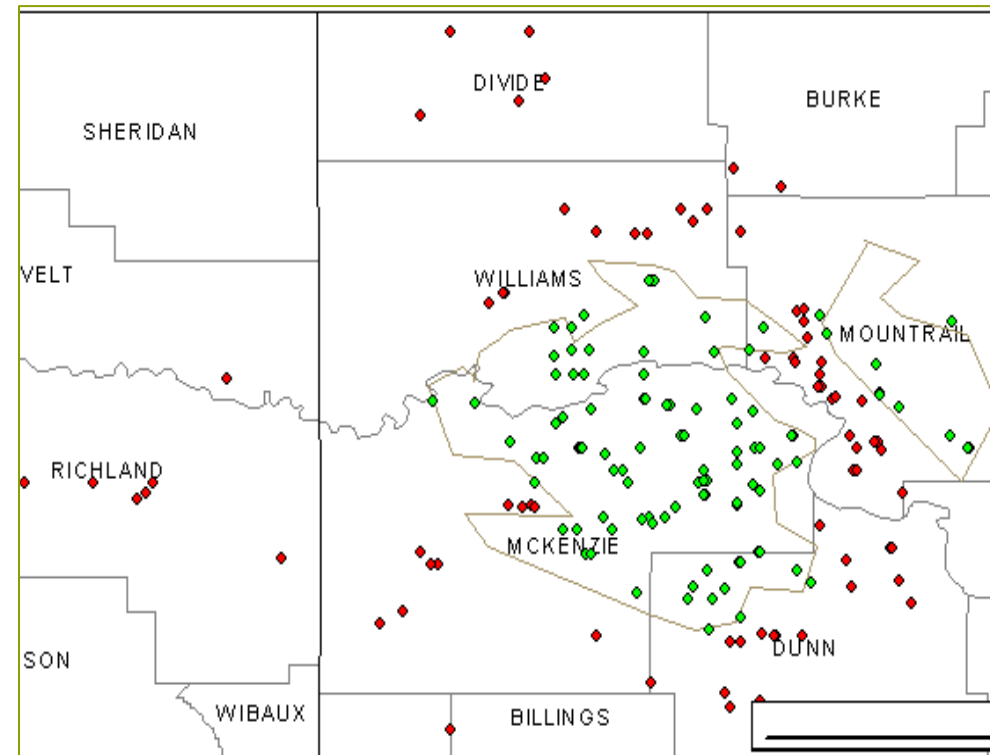 DIVIDE
BURKE
SHERIDAN
VELT
WILLIAMS
MOUNTRAIL
RICHLAND
MCKENZIE
SON
DUNN
WIBAUX
BILLINGS